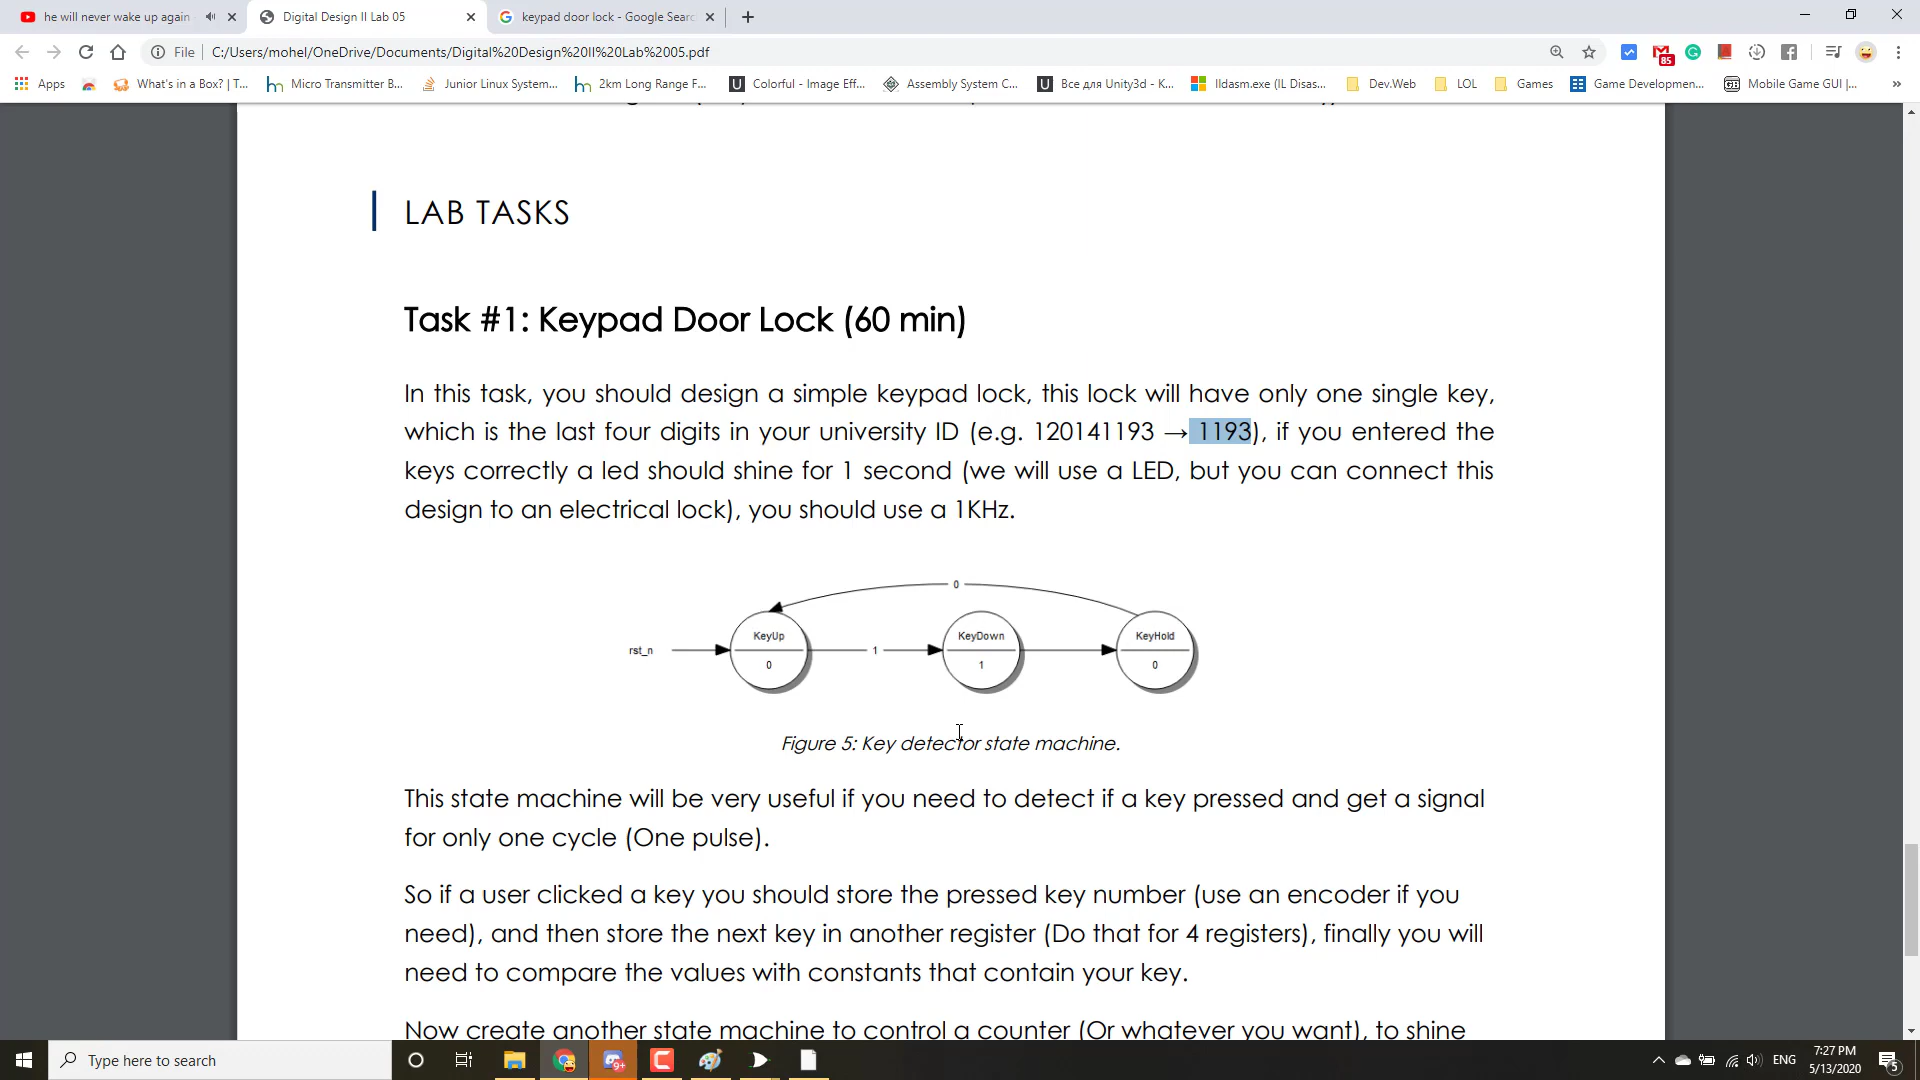 he will never wake up again
Digital Design II Lab 05
keypad door lock - Google Searc
File
C:/Users/mohel/OneDrive/Documents/Digital%20Design%20II%20Lab%2005.pdf
85
Apps
What's in a Box? | T...
Micro Transmitter B...
Junior Linux System...
2km Long Range F...
Colorful - Image Eff...
Assembly System C...
Все для Unity3d - K...
Ildasm.exe (IL Disas...
Dev.Web
LOL
Games
Game Developmen...
Mobile Game GUI |...
»
LAB TASKS
Task #1: Keypad Door Lock (60 min)
In this task, you should design a simple keypad lock, this lock will have only one single key,
which is the last four digits in your university ID (e.g. 120141193 → 1193), if you entered the
keys correctly a led should shine for 1 second (we will use a LED, but you can connect this
design to an electrical lock), you should use a 1KHz.
0
rst_n
KeyUp
0
1
KeyDown
1
KeyHold
0
Figure 5: Key detector state machine.
This state machine will be very useful if you need to detect if a key pressed and get a signal
for only one cycle (One pulse).
So if a user clicked a key you should store the pressed key number (use an encoder if you
need), and then store the next key in another register (Do that for 4 registers), finally you will
need to compare the values with constants that contain your key.
Now create another state machine to control a counter (Or whatever you want), to shine
Type here to search
9+
ENG
7:27 PM
5/13/2020
5